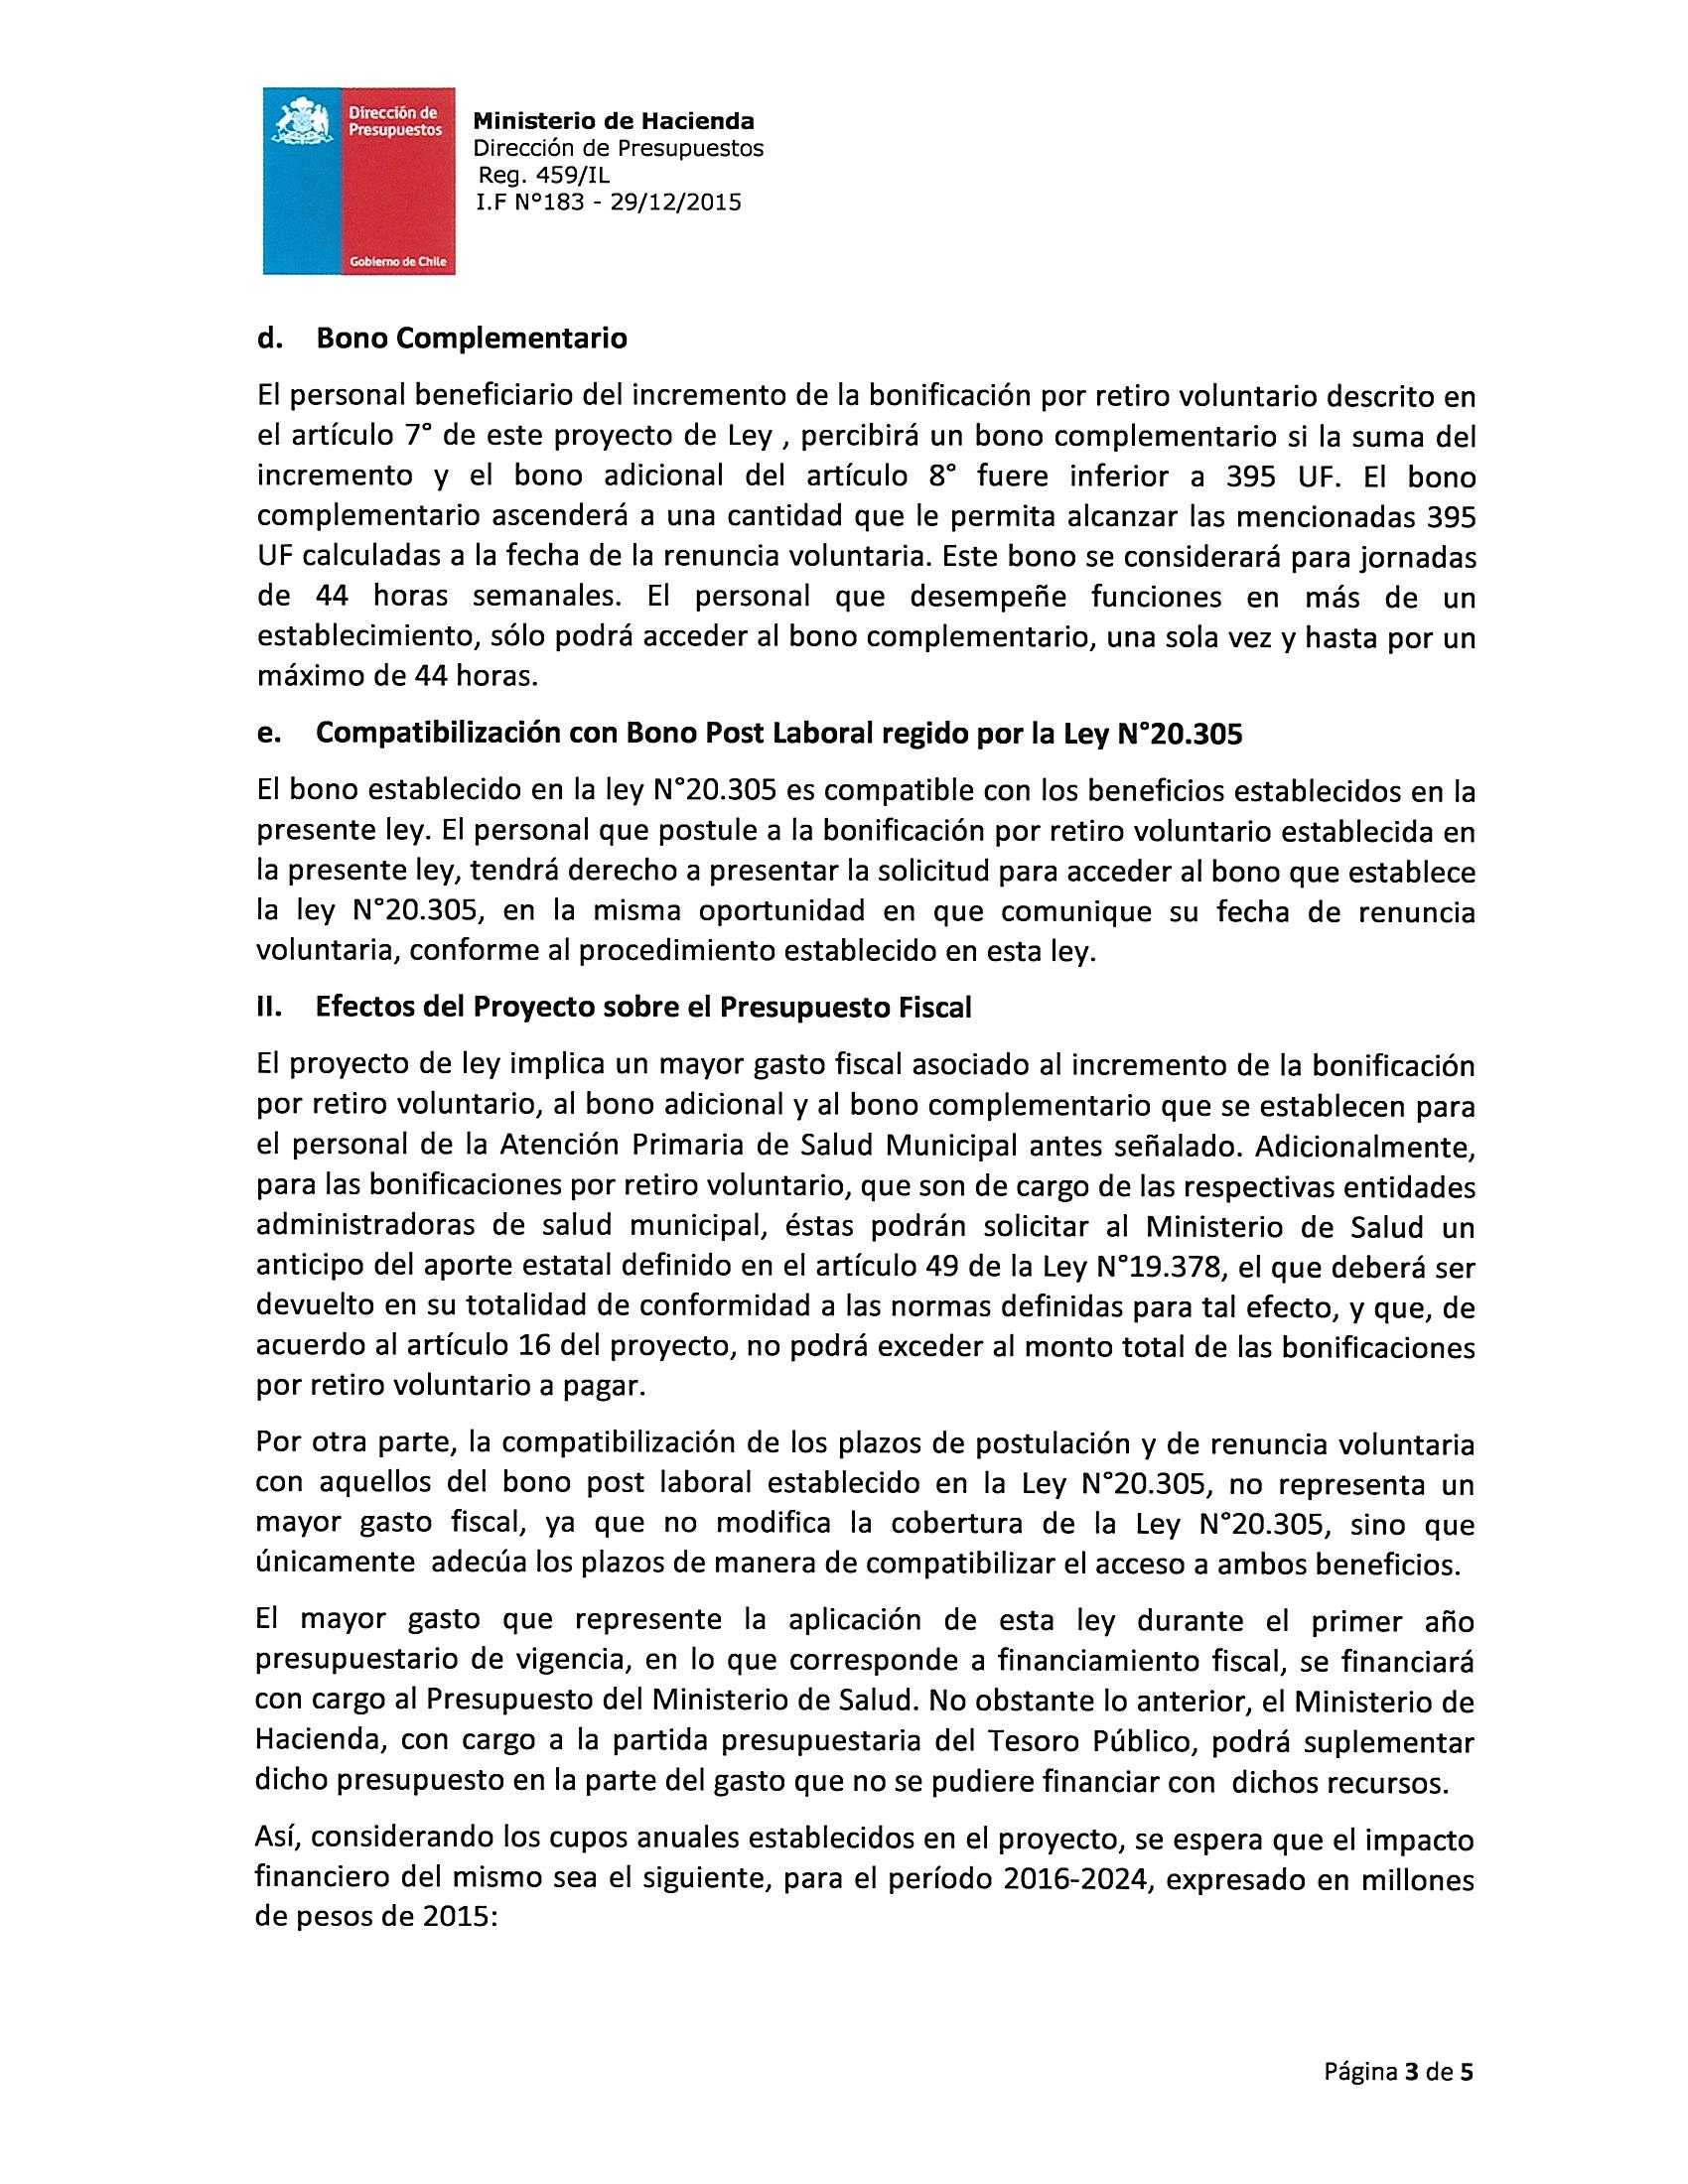 Dirección de
Presupuestos
Gobierno de Chile
Ministerio de Hacienda
Dirección de Presupuestos
Reg. 459/IL
I.F N°183 - 29/12/2015
d. Bono Complementario
El personal beneficiario del incremento de la bonificación por retiro voluntario descrito en
el artículo 7° de este proyecto de Ley , percibirá un bono complementario si la suma del
incremento y el bono adicional del artículo 8° fuere inferior a 395 UF. El bono
complementario ascenderá a una cantidad que le permita alcanzar las mencionadas 395
UF calculadas a la fecha de la renuncia voluntaria. Este bono se considerará para jornadas
de 44 horas semanales. El personal que desempeñe funciones en más de un
establecimiento, sólo podrá acceder al bono complementario, una sola vez y hasta por un
máximo de 44 horas.
e. Compatibilización con Bono Post Laboral regido por la Ley N°20.305
El bono establecido en la ley N°20.305 es compatible con los beneficios establecidos en la
presente ley. El personal que postule a la bonificación por retiro voluntario establecida en
la presente ley, tendrá derecho a presentar la solicitud para acceder al bono que establece
la ley N°20.305, en la misma oportunidad en que comunique su fecha de renuncia
voluntaria, conforme al procedimiento establecido en esta ley.
II. Efectos del Proyecto sobre el Presupuesto Fiscal
El proyecto de ley implica un mayor gasto fiscal asociado al incremento de la bonificación
por retiro voluntario, al bono adicional y al bono complementario que se establecen para
el personal de la Atención Primaria de Salud Municipal antes señalado. Adicionalmente,
para las bonificaciones por retiro voluntario, que son de cargo de las respectivas entidades
administradoras de salud municipal, éstas podrán solicitar al Ministerio de Salud un
anticipo del aporte estatal definido en el artículo 49 de la Ley N°19.378, el que deberá ser
devuelto en su totalidad de conformidad a las normas definidas para tal efecto, y que, de
acuerdo al artículo 16 del proyecto, no podrá exceder al monto total de las bonificaciones
por retiro voluntario a pagar.
Por otra parte, la compatibilización de los plazos de postulación y de renuncia voluntaria
con aquellos del bono post laboral establecido en la Ley N°20.305, no representa un
mayor gasto fiscal, ya que no modifica la cobertura de la Ley N°20.305, sino que
únicamente adecúa los plazos de manera de compatibilizar el acceso a ambos beneficios.
El mayor gasto que represente la aplicación de esta ley durante el primer año
presupuestario de vigencia, en lo que corresponde a financiamiento fiscal, se financiará
con cargo al Presupuesto del Ministerio de Salud. No obstante lo anterior, el Ministerio de
Hacienda, con cargo a la partida presupuestaria del Tesoro Público, podrá suplementar
dicho presupuesto en la parte del gasto que no se pudiere financiar con dichos recursos.
Así, considerando los cupos anuales establecidos en el proyecto, se espera que el impacto
financiero del mismo sea el siguiente, para el período 2016-2024, expresado en millones
de pesos de 2015:
Página 3 de 5